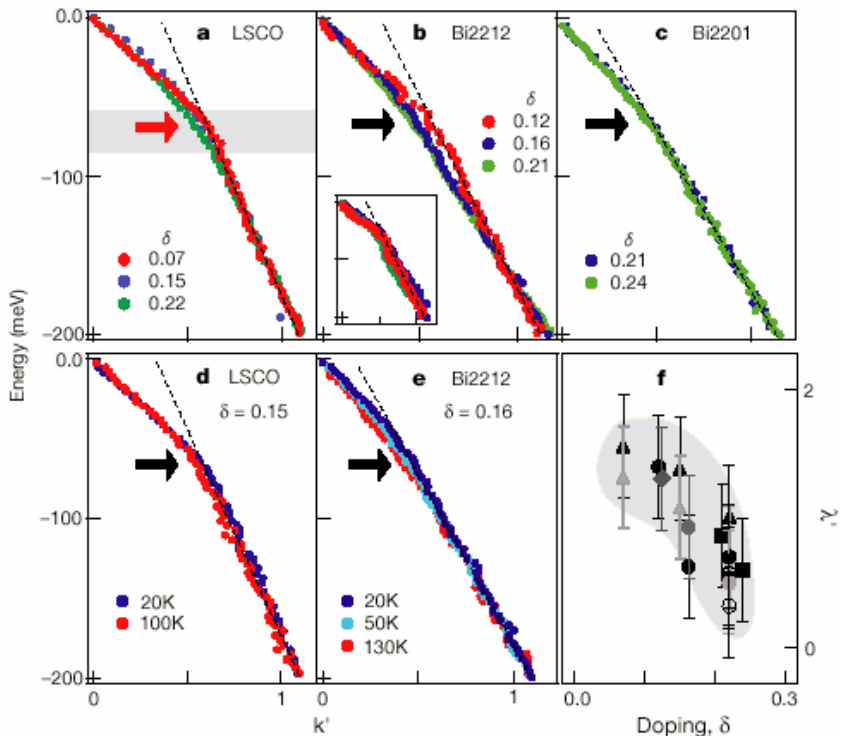 0.0
a LSCO
b Bi2212
c Bi2201
δ
0.12
0.16
0.21
−100
δ
0.07
0.15
0.22
δ
0.21
0.24
−200
Energy (meV)
0.0
d LSCO
δ = 0.15
e Bi2212
δ = 0.16
f
2
−100
λ'
20K
100K
20K
50K
130K
0
−200
0
1
0
1
0.0
0.3
k'
Doping, δ